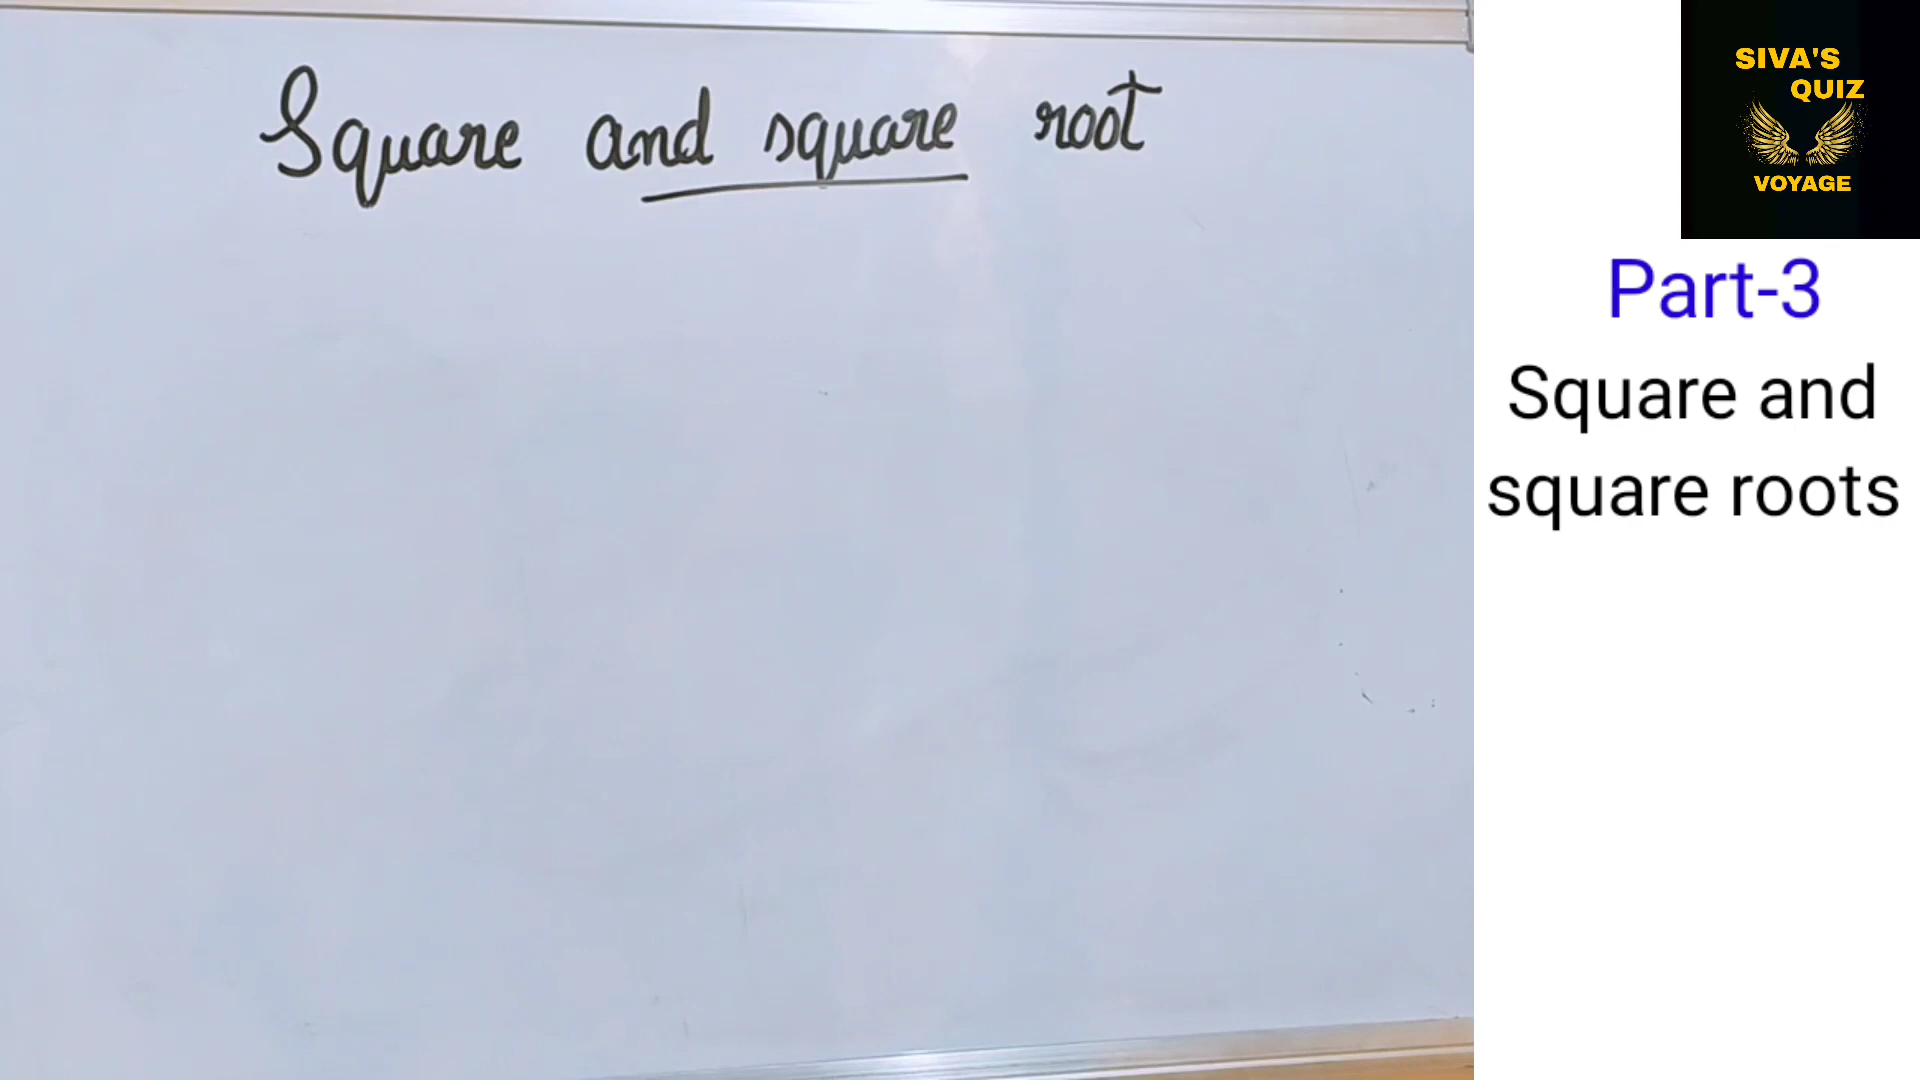 Square and square root
SIVA'S
QUIZ
VOYAGE
Part-3
Square and
square roots